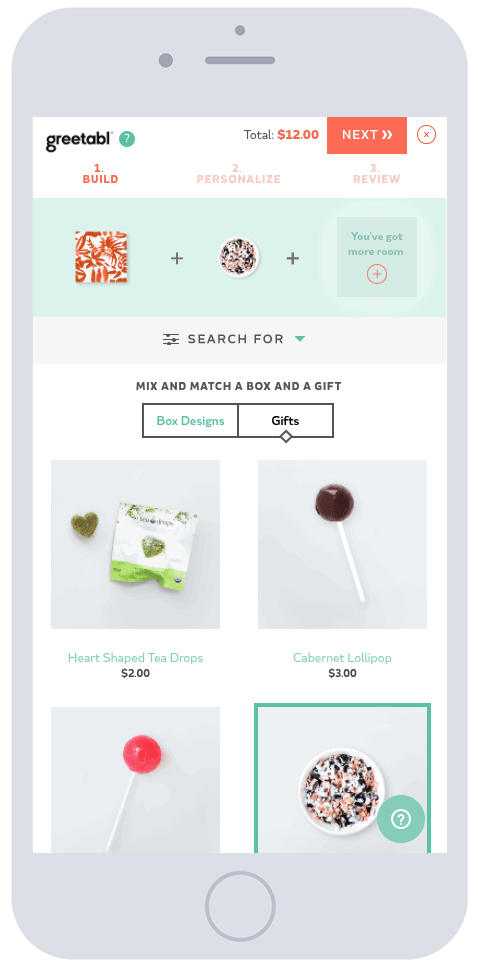 greetabl
?
Total: $12.00
NEXT »
x
1.
BUILD
2.
PERSONALIZE
3.
REVIEW
+
+
You've got
more room
+
SEARCH FOR
MIX AND MATCH A BOX AND A GIFT
Box Designs
Gifts
tea drops
Heart Shaped Tea Drops
$2.00
Cabernet Lollipop
$3.00
?